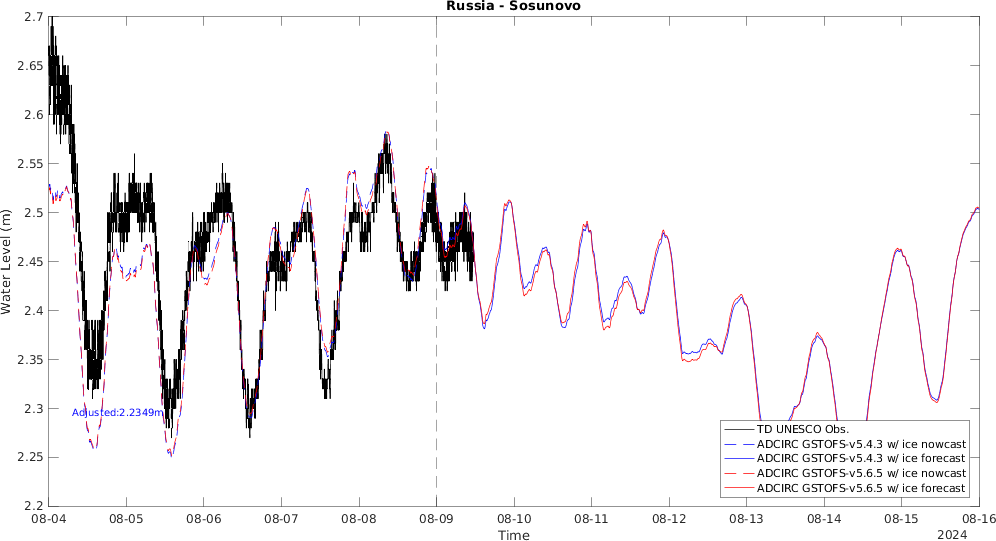 Russia - Sosunovo
Water Level (m)
2.7
2.65
2.6
2.55
2.5
2.45
2.4
2.35
2.3
2.25
2.2
Adjusted:2.2349m
TD UNESCO Obs.
ADCIRC GSTOFS-v5.4.3 w/ ice nowcast
ADCIRC GSTOFS-v5.4.3 w/ ice forecast
ADCIRC GSTOFS-v5.6.5 w/ ice nowcast
ADCIRC GSTOFS-v5.6.5 w/ ice forecast
08-04 08-05 08-06 08-07 08-08 08-09 08-10 08-11 08-12 08-13 08-14 08-15 08-16
Time
2024